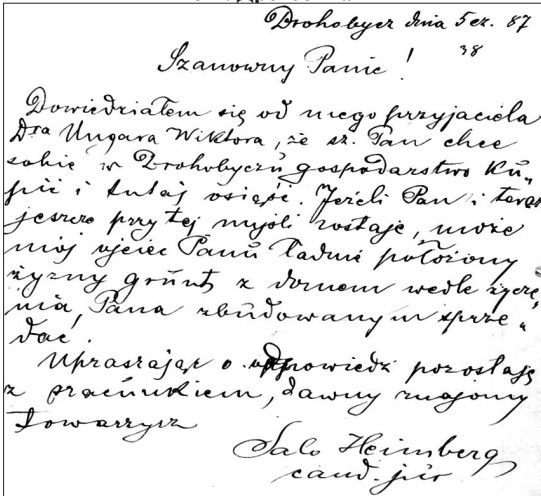 Drohobycz dnia 5 cz. 87
38
Szanowny Panie!
Dowiedziałem się od mego przyjaciela
Dra Ungara Wiktora, że sz. Pan chce
sobie w Drohobyczu gospodarstwo ku„
pić i tutaj osiąść. Jeżeli Pan i teraz
jeszcze przy tej myśli zostaje, może
mój ojciec Panu ładnie położony
żyzny grunt z domem wedle życze„
nia, Pana zbudowanym sprze„
dać.
Upraszając o odpowiedź pozostaję
z szacunkiem, dawny znajomy
towarzysz
Salo Heimberg
cand. jur